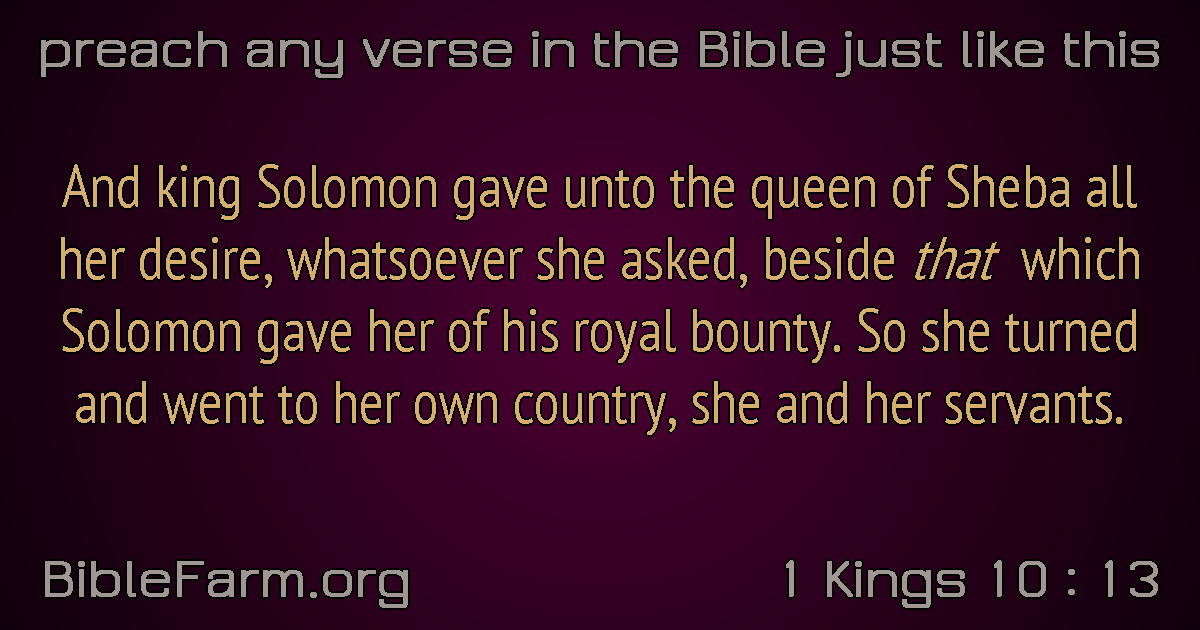 preach any verse in the Bible just like this
And king Solomon gave unto the queen of Sheba all
her desire, whatsoever she asked, beside that which
Solomon gave her of his royal bounty. So she turned
and went to her own country, she and her servants.
BibleFarm.org
1 Kings 10 : 13